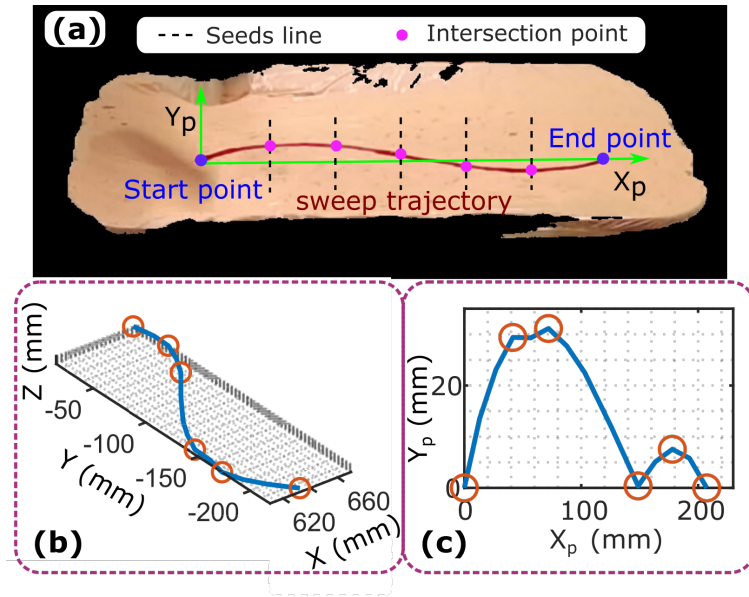 (a)
Seeds line
Intersection point
Yp
End point
Start point
Xp
sweep trajectory
Z (mm)
-50
-100
-150
-200
Y (mm)
620
660
X (mm)
(b)
Yp (mm)
20
0
0
100
200
Xp (mm)
(c)